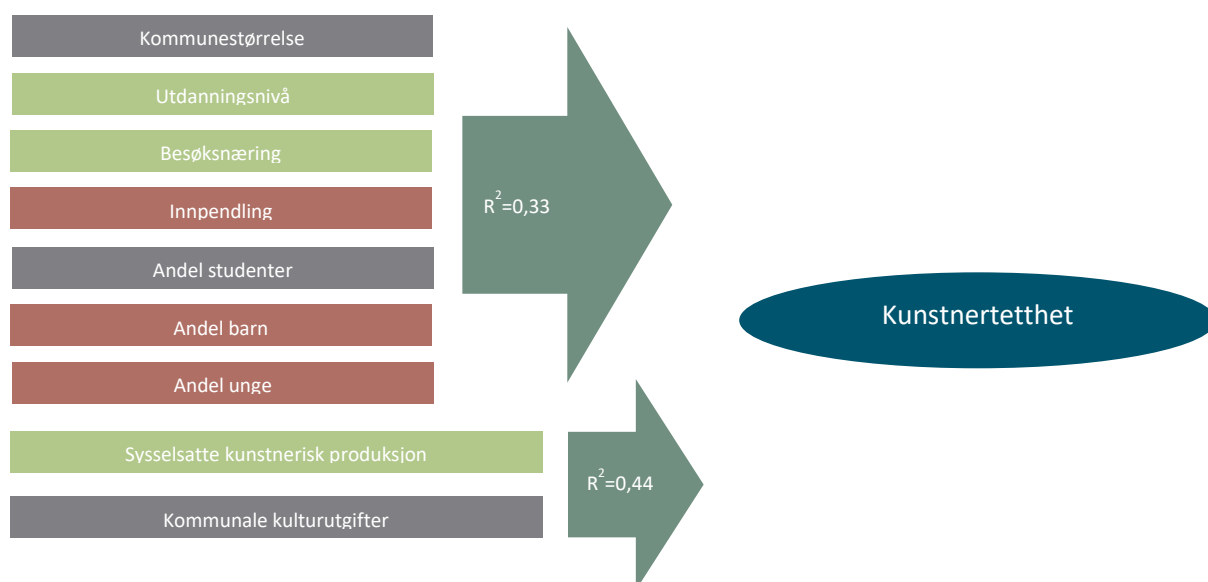 Kommunestørrelse
Utdanningsnivå
Besøksnæring
Innpendling
R²=0,33
Andel studenter
Andel barn
Kunstnertetthet
Andel unge
Sysselsatte kunstnerisk produksjon
R²=0,44
Kommunale kulturutgifter